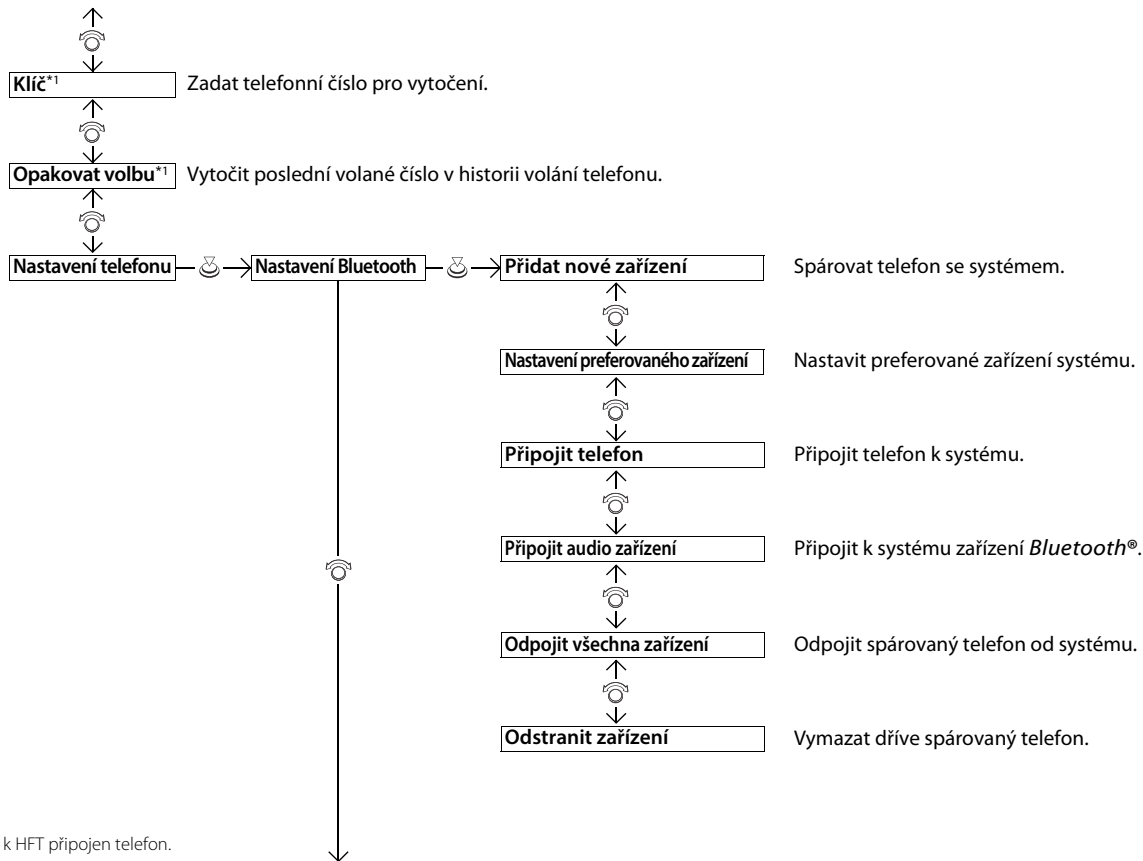 Klíč*1 Zadat telefonní číslo pro vytočení.
Opakovat volbu*1 Vytočit poslední volané číslo v historii volání telefonu.
Nastavení telefonu Nastavení Bluetooth Přidat nové zařízení Spárovat telefon se systémem.
Nastavení preferovaného zařízení Nastavit preferované zařízení systému.
Připojit telefon Připojit telefon k systému.
Připojit audio zařízení Připojit k systému zařízení Bluetooth®.
Odpojit všechna zařízení Odpojit spárovaný telefon od systému.
Odstranit zařízení Vymazat dříve spárovaný telefon.
k HFT připojen telefon.